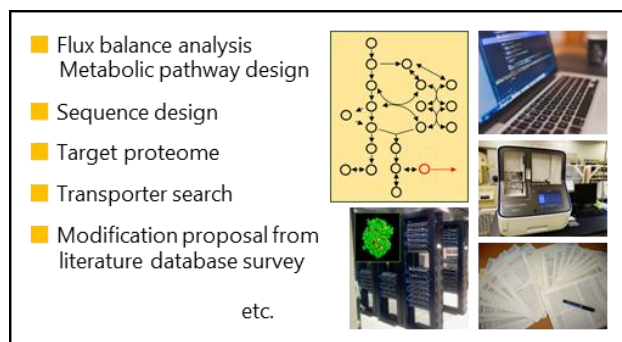 Flux balance analysis
Metabolic pathway design
Sequence design
Target proteome
Transporter search
Modification proposal from
literature database survey
etc.